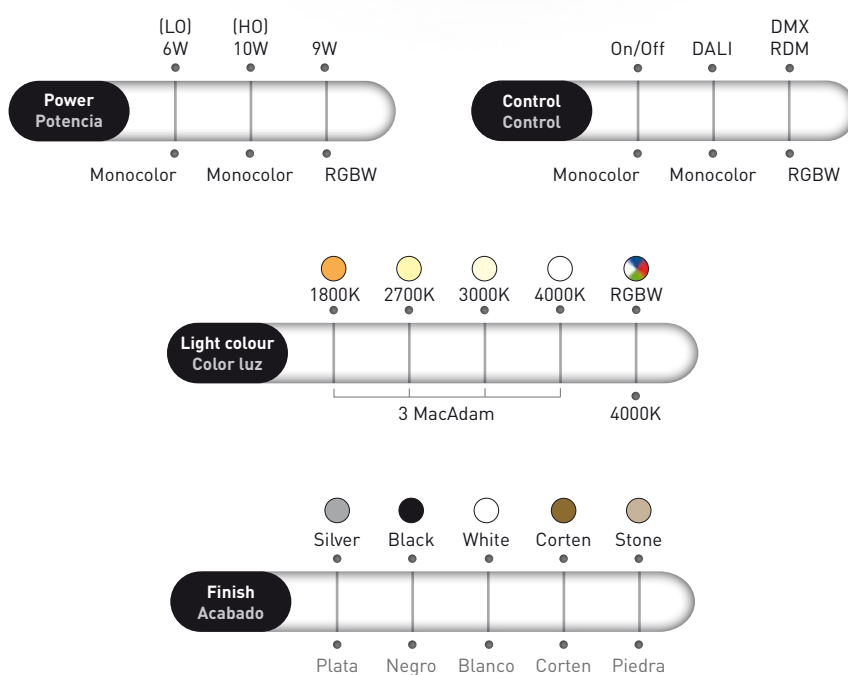 (LO) (HO)
6W 10W 9W
Power
Potencia
Monocolor Monocolor RGBW
DMX
On/Off DALI RDM
Control
Control
Monocolor Monocolor RGBW
1800K 2700K 3000K 4000K RGBW
Light colour
Color luz
3 MacAdam 4000K
Silver Black White Corten Stone
Finish
Acabado
Plata Negro Blanco Corten Piedra